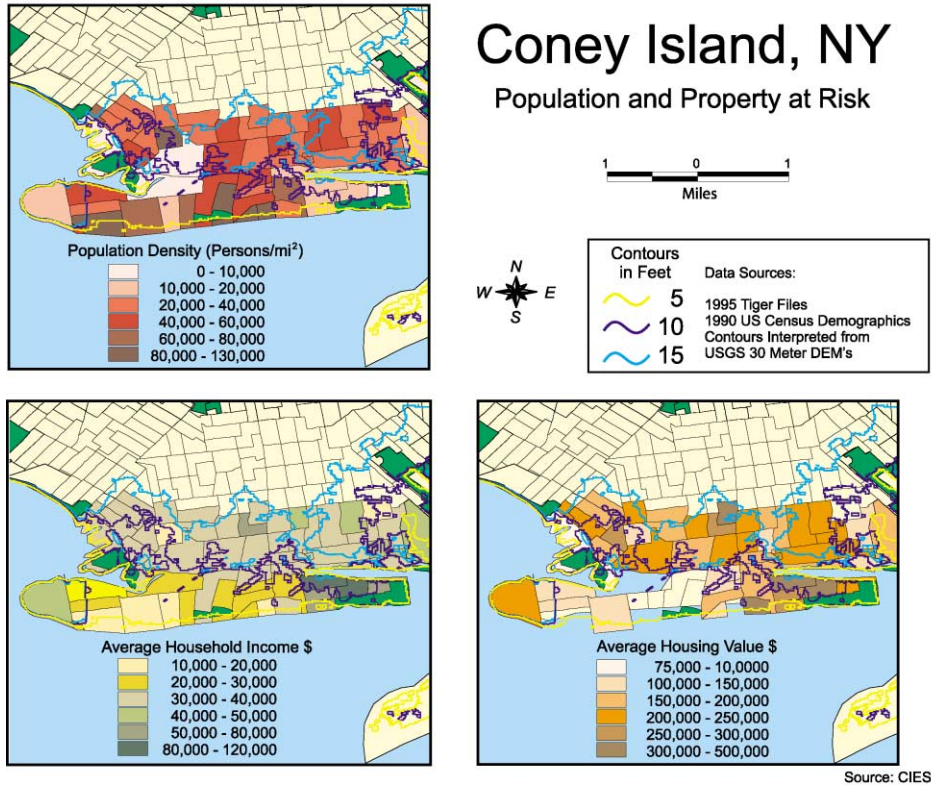 Coney Island, NY
Population and Property at Risk
1 0 1
Miles
Population Density (Persons/mi²)
0 - 10,000
10,000 - 20,000
20,000 - 40,000
40,000 - 60,000
60,000 - 80,000
80,000 - 130,000
N
W E
S
Contours
in Feet
5
10
15
Data Sources:
1995 Tiger Files
1990 US Census Demographics
Contours Interpreted from
USGS 30 Meter DEM's
Average Household Income $
10,000 - 20,000
20,000 - 30,000
30,000 - 40,000
40,000 - 50,000
50,000 - 80,000
80,000 - 120,000
Average Housing Value $
75,000 - 10,0000
100,000 - 150,000
150,000 - 200,000
200,000 - 250,000
250,000 - 300,000
300,000 - 500,000
Source: CIES